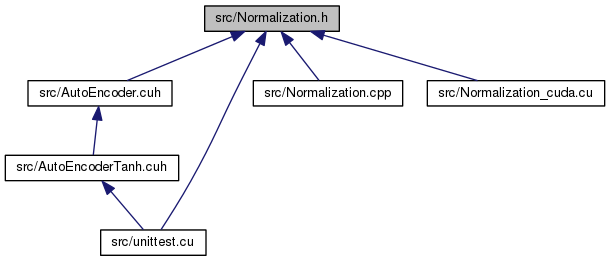 src/Normalization.h
src/AutoEncoder.cuh
src/Normalization.cpp
src/Normalization_cuda.cu
src/AutoEncoderTanh.cuh
src/unittest.cu